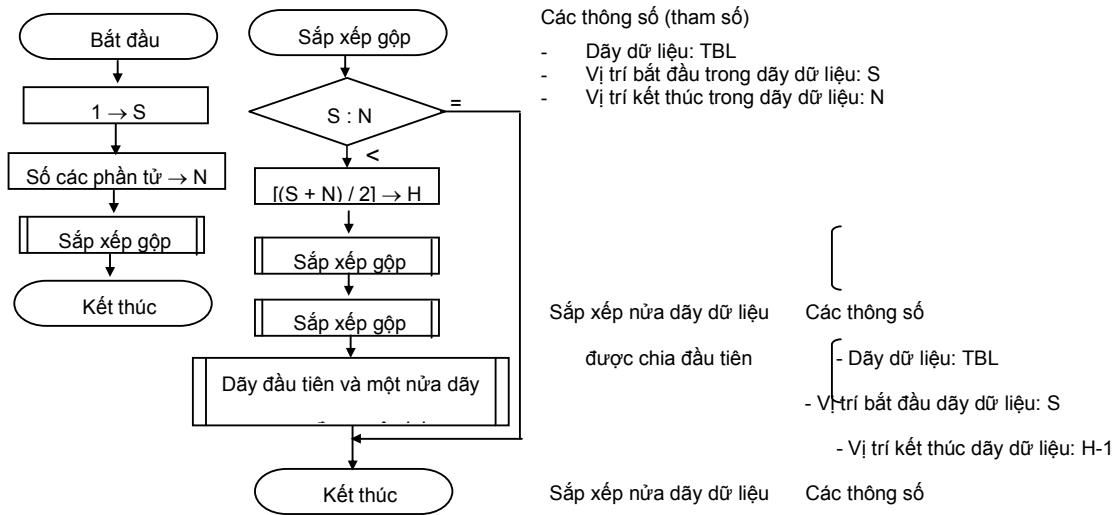 Bắt đầu
1 → S
Số các phần tử → N
Sắp xếp gộp
Kết thúc
Sắp xếp gộp
S : N
=
<
[(S + N) / 2] → H
Sắp xếp gộp
Sắp xếp gộp
Dãy đầu tiên và một nửa dãy
Kết thúc
Các thông số (tham số)
- Dãy dữ liệu: TBL
- Vị trí bắt đầu trong dãy dữ liệu: S
- Vị trí kết thúc trong dãy dữ liệu: N
Sắp xếp nửa dãy dữ liệu Các thông số
được chia đầu tiên - Dãy dữ liệu: TBL
- Vị trí bắt đầu dãy dữ liệu: S
- Vị trí kết thúc dãy dữ liệu: H-1
Sắp xếp nửa dãy dữ liệu Các thông số